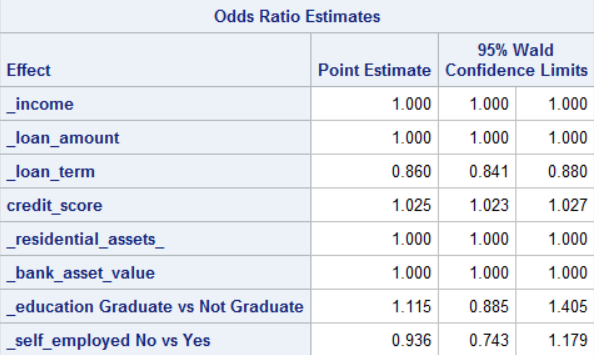 Odds Ratio Estimates
Effect Point Estimate 95% Wald Confidence Limits
_income 1.000 1.000 1.000
_loan_amount 1.000 1.000 1.000
_loan_term 0.860 0.841 0.880
credit_score 1.025 1.023 1.027
_residential_assets_ 1.000 1.000 1.000
_bank_asset_value 1.000 1.000 1.000
_education Graduate vs Not Graduate 1.115 0.885 1.405
_self_employed No vs Yes 0.936 0.743 1.179